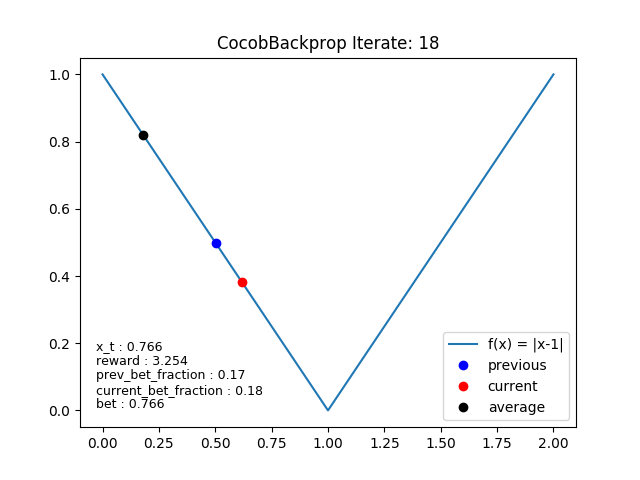 CocobBackprop Iterate: 18
1.0
0.8
0.6
0.4
0.2
0.0
x_t : 0.766
reward : 3.254
prev_bet_fraction : 0.17
current_bet_fraction : 0.18
bet : 0.766
f(x) = |x-1|
previous
current
average
0.00 0.25 0.50 0.75 1.00 1.25 1.50 1.75 2.00